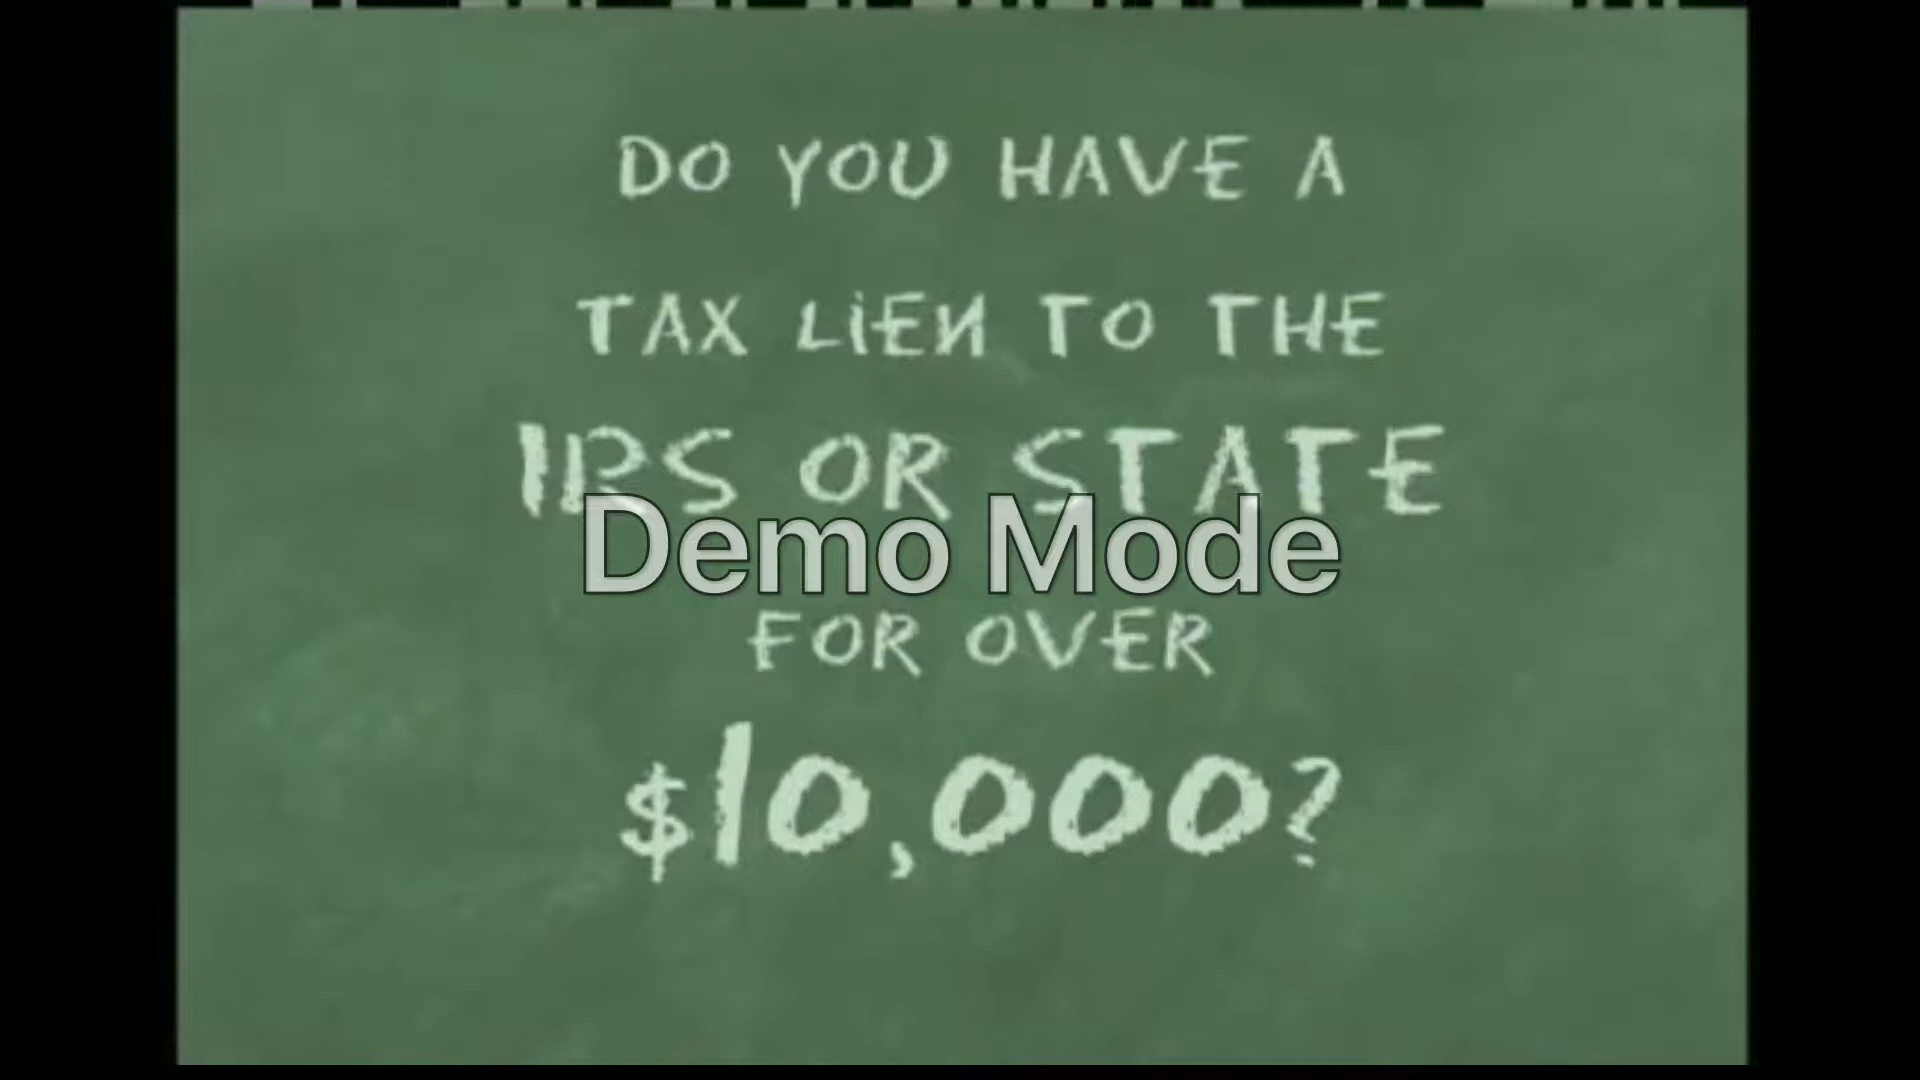 DO YOU HAVE A
TAX LIEN TO THE
IRS OR STATE
Demo Mode
FOR OVER
$10,000?